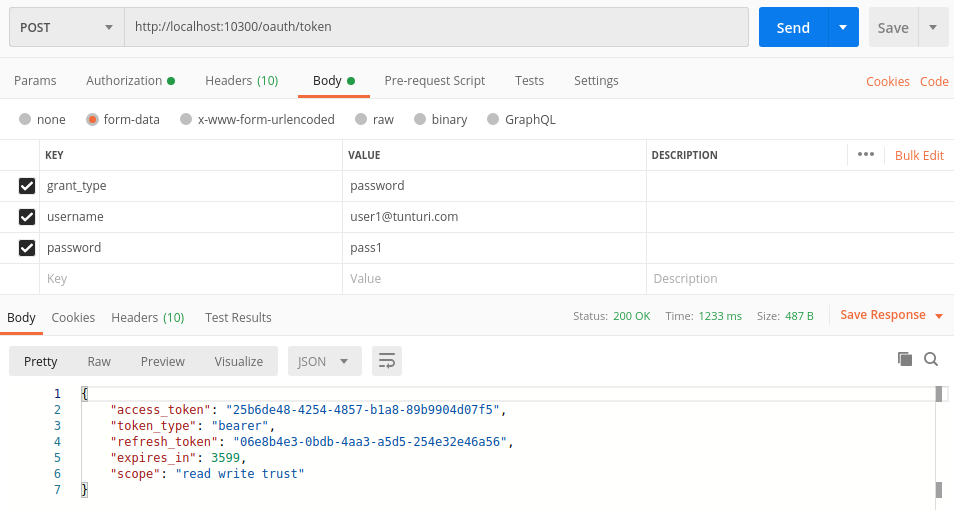 POST http://localhost:10300/oauth/token Send Save
Params Authorization Headers (10) Body Pre-request Script Tests Settings Cookies Code
none form-data x-www-form-urlencoded raw binary GraphQL
KEY VALUE DESCRIPTION ••• Bulk Edit
grant_type password
username user1@tunturi.com
password pass1
Key Value Description
Body Cookies Headers (10) Test Results Status: 200 OK Time: 1233 ms Size: 487 B Save Response
Pretty Raw Preview Visualize JSON
1 {
2 "access_token": "25b6de48-4254-4857-b1a8-89b9904d07f5",
3 "token_type": "bearer",
4 "refresh_token": "06e8b4e3-0bdb-4aa3-a5d5-254e32e46a56",
5 "expires_in": 3599,
6 "scope": "read write trust"
7 }